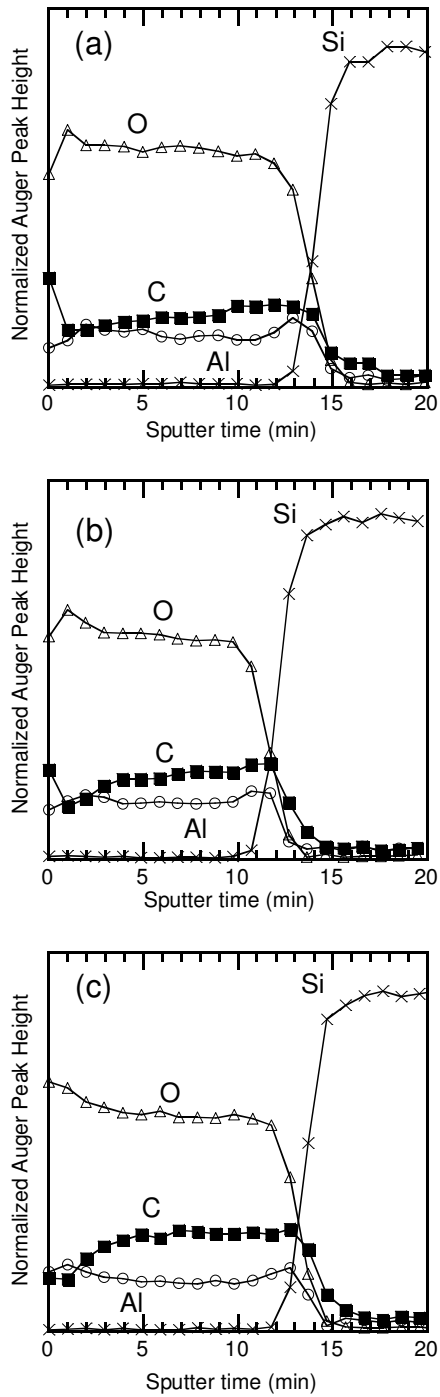 (a)
Si
O
C
Al
Normalized Auger Peak Height
0 5 10 15 20
Sputter time (min)
(b)
Si
O
C
Al
Normalized Auger Peak Height
0 5 10 15 20
Sputter time (min)
(c)
Si
O
C
Al
Normalized Auger Peak Height
0 5 10 15 20
Sputter time (min)